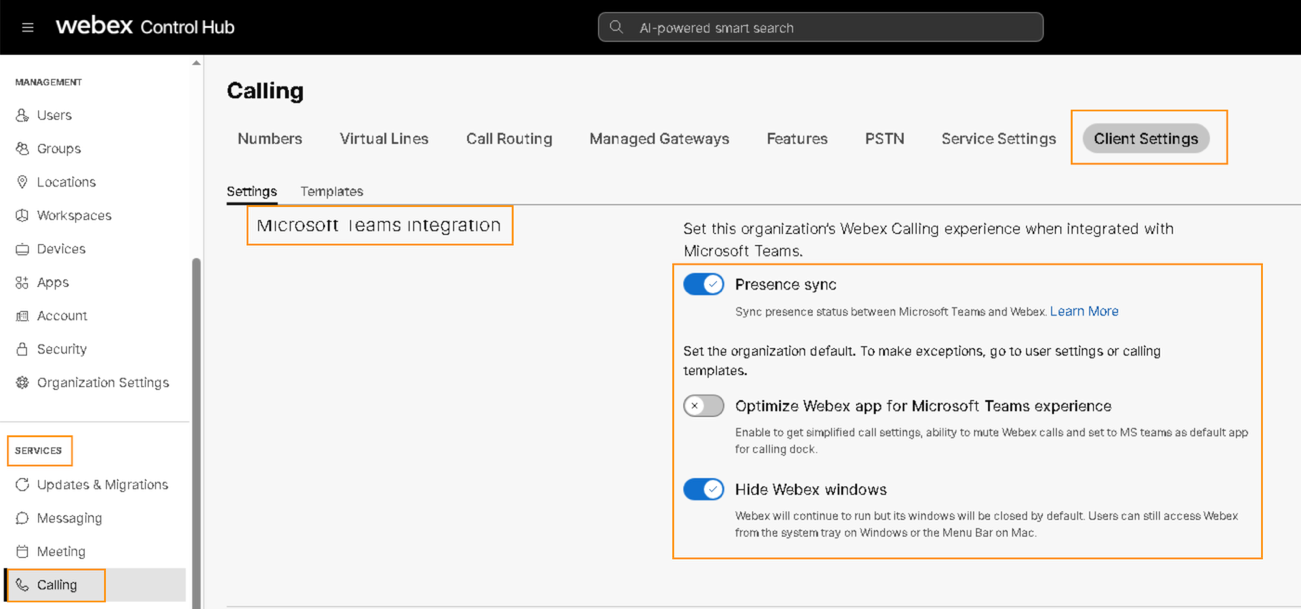 webex Control Hub
AI-powered smart search
MANAGEMENT
Users
Groups
Locations
Workspaces
Devices
Apps
Account
Security
Organization Settings
SERVICES
Updates & Migrations
Messaging
Meeting
Calling
Calling
Numbers Virtual Lines Call Routing Managed Gateways Features PSTN Service Settings Client Settings
Settings Templates
Microsoft Teams Integration
Set this organization's Webex Calling experience when integrated with
Microsoft Teams.
Presence sync
Sync presence status between Microsoft Teams and Webex. Learn More
Set the organization default. To make exceptions, go to user settings or calling
templates.
Optimize Webex app for Microsoft Teams experience
Enable to get simplified call settings, ability to mute Webex calls and set to MS teams as default app
for calling dock.
Hide Webex windows
Webex will continue to run but its windows will be closed by default. Users can still access Webex
from the system tray on Windows or the Menu Bar on Mac.